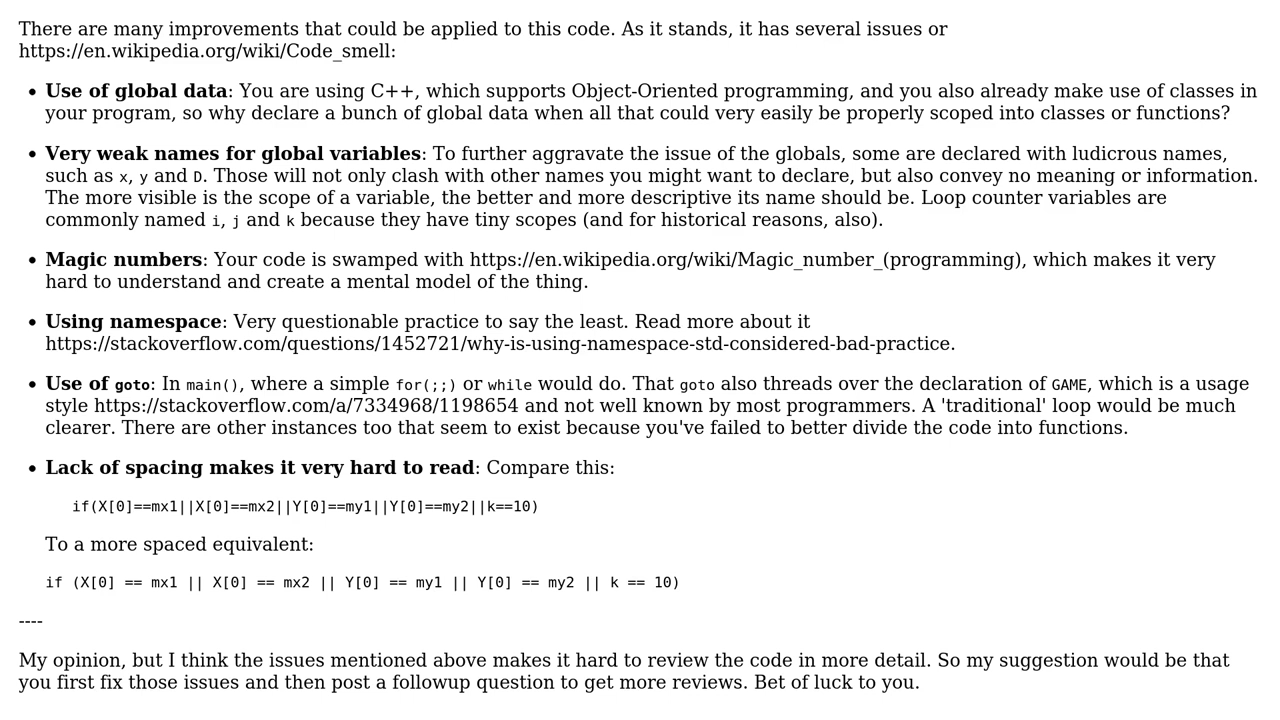 There are many improvements that could be applied to this code. As it stands, it has several issues or
https://en.wikipedia.org/wiki/Code_smell:
• Use of global data: You are using C++, which supports Object-Oriented programming, and you also already make use of classes in
your program, so why declare a bunch of global data when all that could very easily be properly scoped into classes or functions?
• Very weak names for global variables: To further aggravate the issue of the globals, some are declared with ludicrous names,
such as x, y and D. Those will not only clash with other names you might want to declare, but also convey no meaning or information.
The more visible is the scope of a variable, the better and more descriptive its name should be. Loop counter variables are
commonly named i, j and k because they have tiny scopes (and for historical reasons, also).
• Magic numbers: Your code is swamped with https://en.wikipedia.org/wiki/Magic_number_(programming), which makes it very
hard to understand and create a mental model of the thing.
• Using namespace: Very questionable practice to say the least. Read more about it
https://stackoverflow.com/questions/1452721/why-is-using-namespace-std-considered-bad-practice.
• Use of goto: In main(), where a simple for(;;) or while would do. That goto also threads over the declaration of GAME, which is a usage
style https://stackoverflow.com/a/7334968/1198654 and not well known by most programmers. A 'traditional' loop would be much
clearer. There are other instances too that seem to exist because you've failed to better divide the code into functions.
• Lack of spacing makes it very hard to read: Compare this:
if(X[0]==mx1||X[0]==mx2||Y[0]==my1||Y[0]==my2||k==10)
To a more spaced equivalent:
if (X[0] == mx1 || X[0] == mx2 || Y[0] == my1 || Y[0] == my2 || k == 10)
----
My opinion, but I think the issues mentioned above makes it hard to review the code in more detail. So my suggestion would be that
you first fix those issues and then post a followup question to get more reviews. Bet of luck to you.